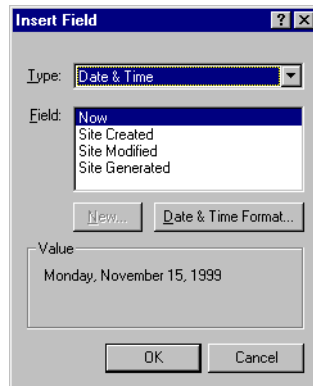 Insert Field
Type: Date & Time
Field: Now
Site Created
Site Modified
Site Generated
New... Date & Time Format...
Value
Monday, November 15, 1999
OK Cancel